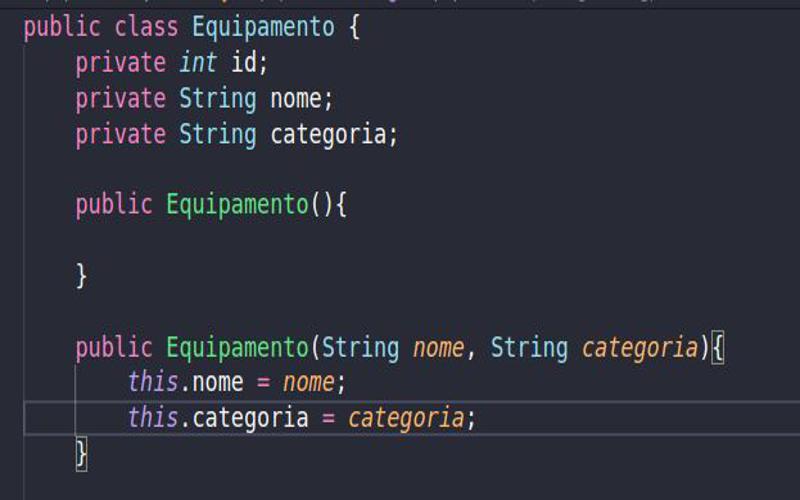 public class Equipamento {
    private int id;
    private String nome;
    private String categoria;

    public Equipamento(){

    }

    public Equipamento(String nome, String categoria){
        this.nome = nome;
        this.categoria = categoria;
    }